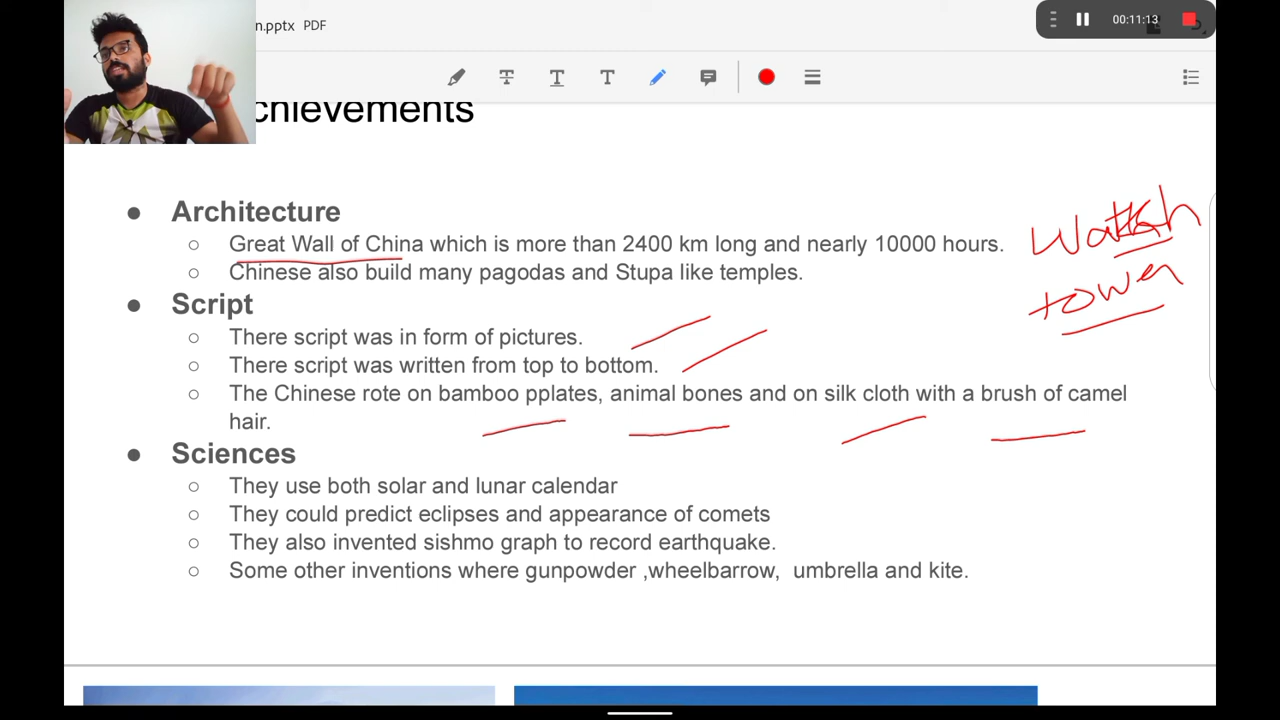 n.pptx PDF
00:11:13
chievements
● Architecture
○ Great Wall of China which is more than 2400 km long and nearly 10000 hours.
○ Chinese also build many pagodas and Stupa like temples.
Watch
tower
● Script
○ There script was in form of pictures.
○ There script was written from top to bottom.
○ The Chinese rote on bamboo pplates, animal bones and on silk cloth with a brush of camel
hair.
● Sciences
○ They use both solar and lunar calendar
○ They could predict eclipses and appearance of comets
○ They also invented sishmo graph to record earthquake.
○ Some other inventions where gunpowder ,wheelbarrow, umbrella and kite.